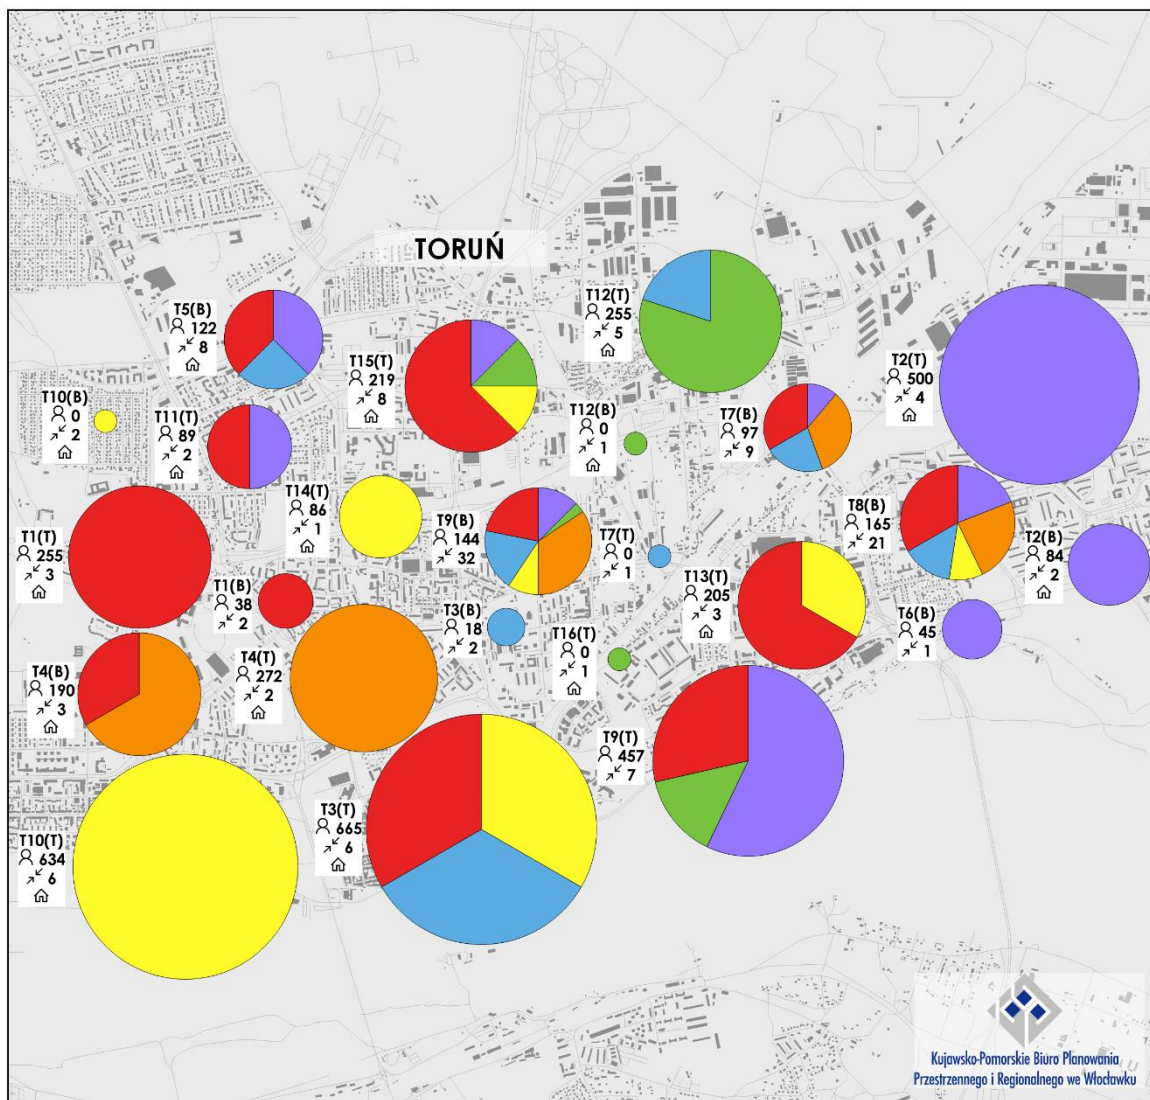 TORUŃ
T5(B)
122
8
T12(T)
255
5
T15(T)
219
8
T2(T)
500
4
T10(B)
0
2
T11(T)
89
2
T12(B)
0
1
T7(B)
97
9
T14(T)
86
1
T9(B)
144
32
T8(B)
165
21
T1(T)
255
3
T7(T)
0
1
T2(B)
84
2
T1(B)
38
2
T13(T)
205
3
T3(B)
18
2
T6(B)
45
1
T16(T)
0
1
T4(B)
190
3
T4(T)
272
2
T9(T)
457
7
T3(T)
665
6
T10(T)
634
6
Kujawsko-Pomorskie Biuro Planowania
Przestrzennego i Regionalnego we Włocławku